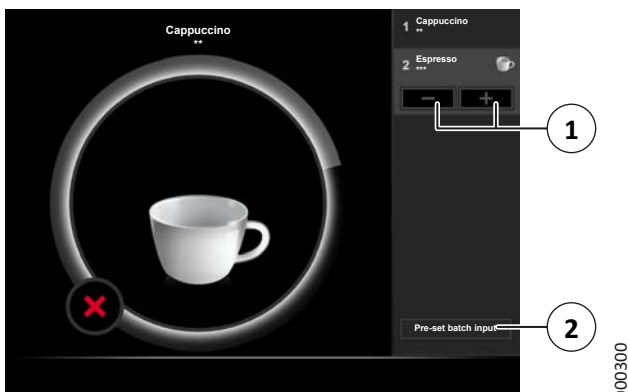 Cappuccino
**
1 Cappuccino
**
2 Espresso
***
− +
1
Pre-set batch input
2
00300